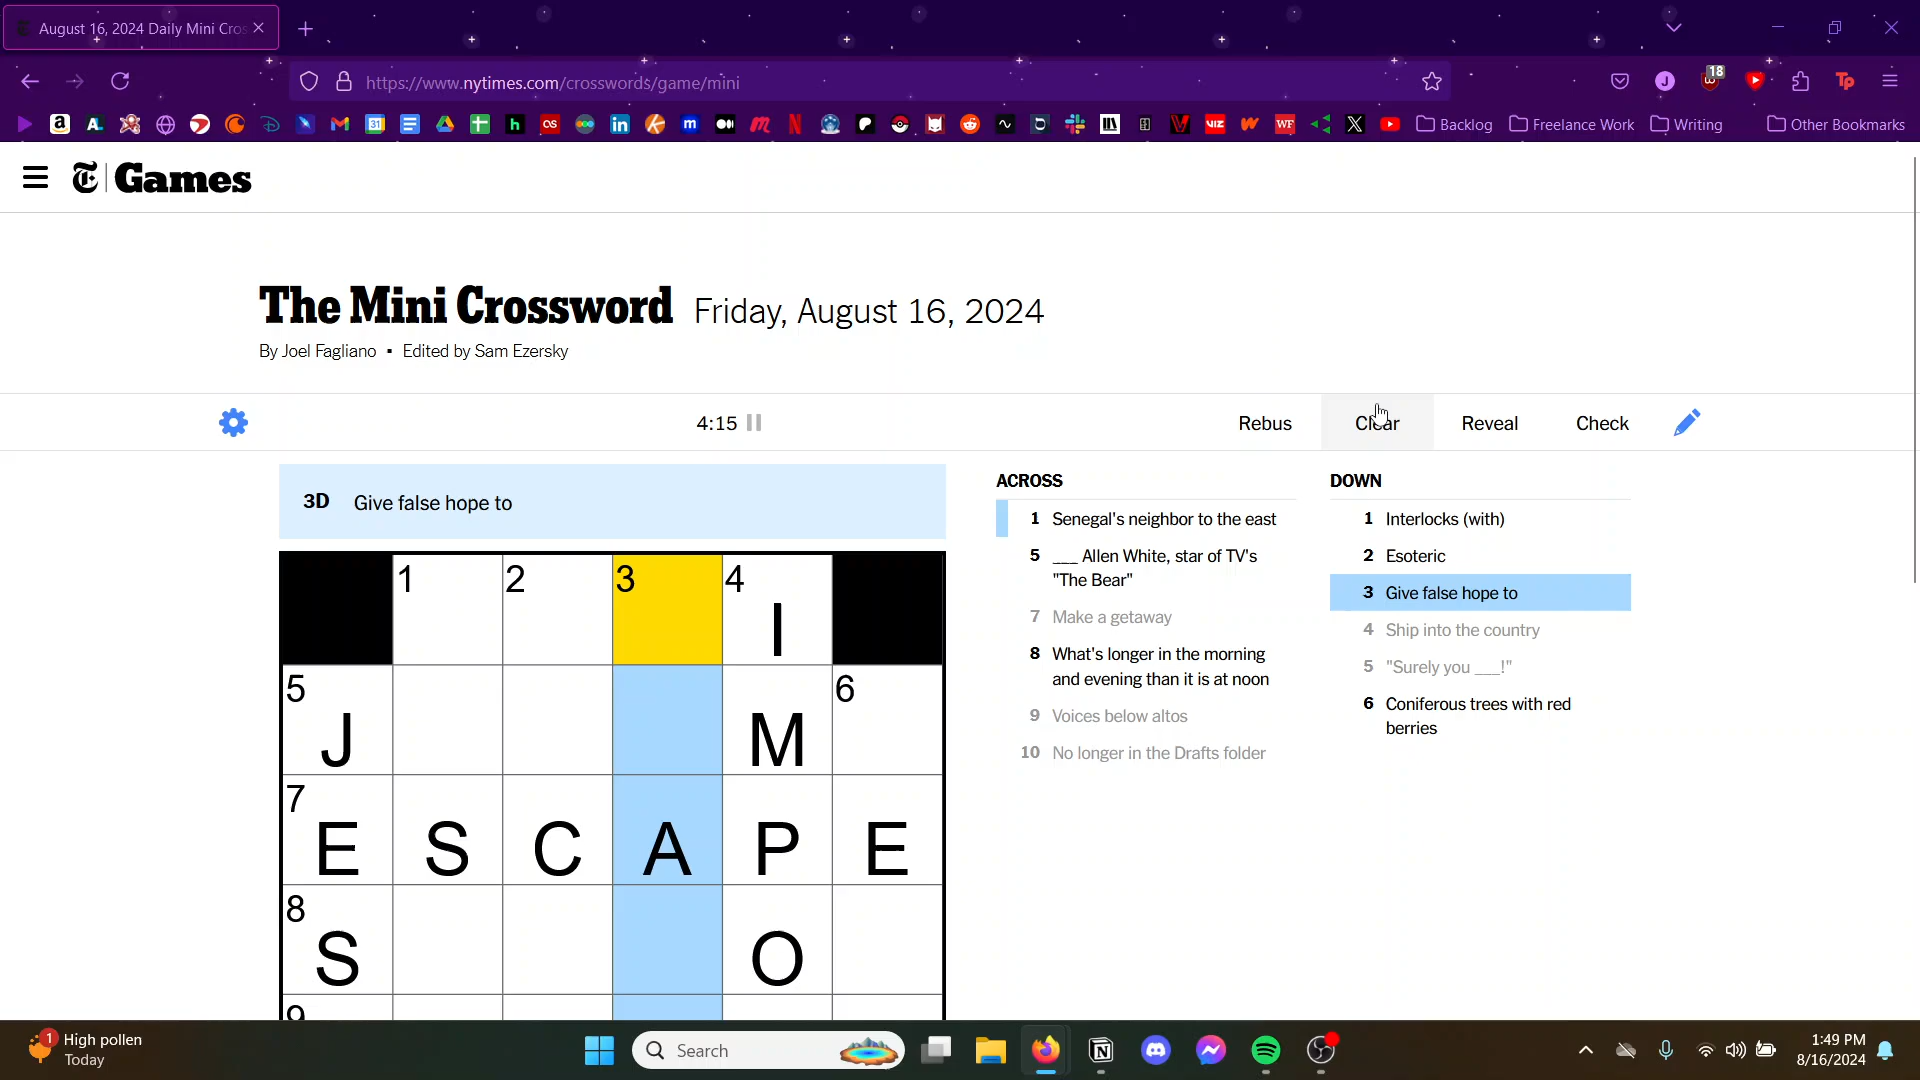 August 16, 2024 Daily Mini Cros
https://www.nytimes.com/crosswords/game/mini
18
Backlog
Freelance Work
Writing
Other Bookmarks
Games
The Mini Crossword Friday, August 16, 2024
By Joel Fagliano • Edited by Sam Ezersky
4:15
Rebus
Clear
Reveal
Check
3D Give false hope to
1 2 3 4 I
5 J M 6
7 E S C A P E
8 S O
9
ACROSS
1 Senegal's neighbor to the east
5 ___ Allen White, star of TV's
"The Bear"
7 Make a getaway
8 What's longer in the morning
and evening than it is at noon
9 Voices below altos
10 No longer in the Drafts folder
DOWN
1 Interlocks (with)
2 Esoteric
3 Give false hope to
4 Ship into the country
5 "Surely you ___!"
6 Coniferous trees with red
berries
1
High pollen
Today
Search
1:49 PM
8/16/2024